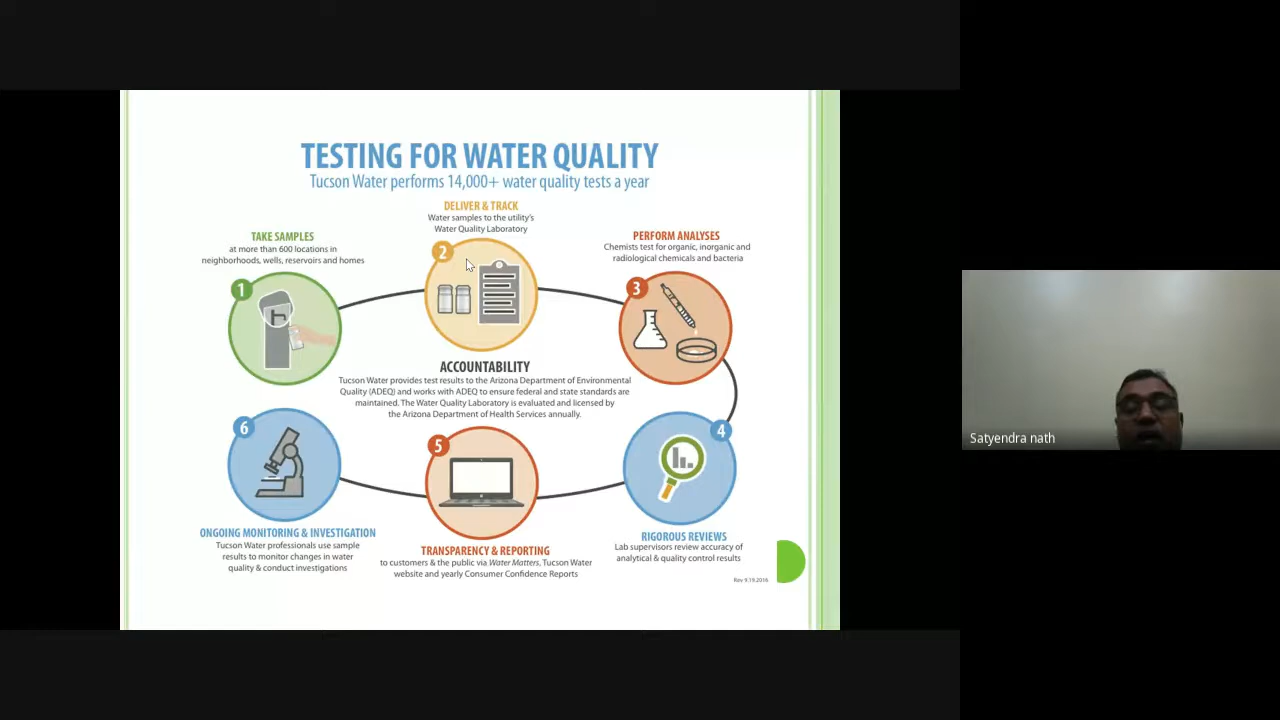 TESTING FOR WATER QUALITY
Tucson Water performs 14,000+ water quality tests a year
TAKE SAMPLES
at more than 600 locations in
neighborhoods, wells, reservoirs and homes
1
DELIVER & TRACK
Water samples to the utility's
Water Quality Laboratory
2
PERFORM ANALYSES
Chemists test for organic, inorganic and
radiological chemicals and bacteria
3
ACCOUNTABILITY
Tucson Water provides test results to the Arizona Department of Environmental
Quality (ADEQ) and works with ADEQ to ensure federal and state standards are
maintained. The Water Quality Laboratory is evaluated and licensed by
the Arizona Department of Health Services annually.
4
RIGOROUS REVIEWS
Lab supervisors review accuracy of
analytical & quality control results
5
TRANSPARENCY & REPORTING
to customers & the public via Water Matters, Tucson Water
website and yearly Consumer Confidence Reports
6
ONGOING MONITORING & INVESTIGATION
Tucson Water professionals use sample
results to monitor changes in water
quality & conduct investigations
Rev 9.19.2016
Satyendra nath